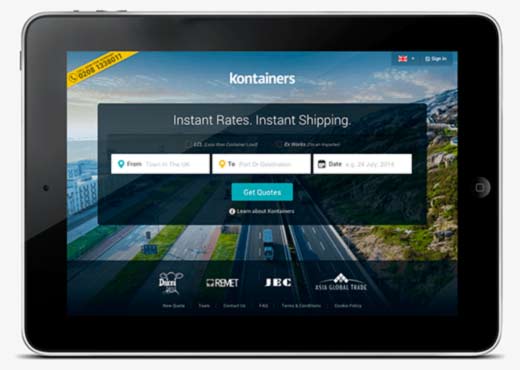 0208 1338011
Sign In
kontainers
Instant Rates. Instant Shipping.
LCL (Less than Container Load) Ex Works (I'm an Importer)
From Town In The UK To Port Or Destination Date e.g. 24 July, 2014
Get Quotes
Learn about Kontainers
REMET JEC ASIA GLOBAL TRADE
New Quote Team Contact Us FAQ Terms & Conditions Cookie Policy